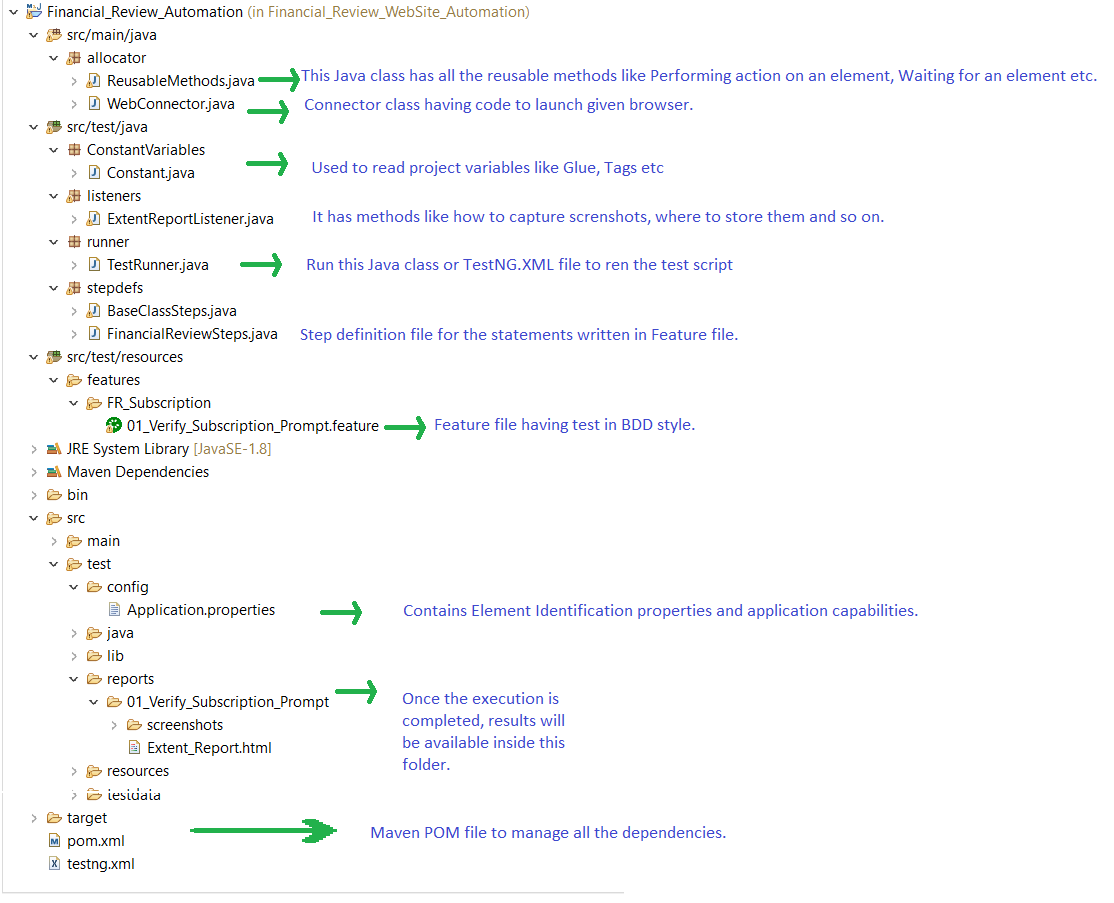 Financial_Review_Automation (in Financial_Review_WebSite_Automation)
src/main/java
allocator
ReusableMethods.java This Java class has all the reusable methods like Performing action on an element, Waiting for an element etc.
WebConnector.java Connector class having code to launch given browser.
src/test/java
ConstantVariables
Constant.java Used to read project variables like Glue, Tags etc
listeners
ExtentReportListener.java It has methods like how to capture screnshots, where to store them and so on.
runner
TestRunner.java Run this Java class or TestNG.XML file to ren the test script
stepdefs
BaseClassSteps.java
FinancialReviewSteps.java Step definition file for the statements written in Feature file.
src/test/resources
features
FR_Subscription
01_Verify_Subscription_Prompt.feature Feature file having test in BDD style.
JRE System Library [JavaSE-1.8]
Maven Dependencies
bin
src
main
test
config
Application.properties Contains Element Identification properties and application capabilities.
java
lib
reports
01_Verify_Subscription_Prompt Once the execution is
screenshots completed, results will
Extent_Report.html be available inside this
folder.
resources
testdata
target
Maven POM file to manage all the dependencies.
pom.xml
testng.xml